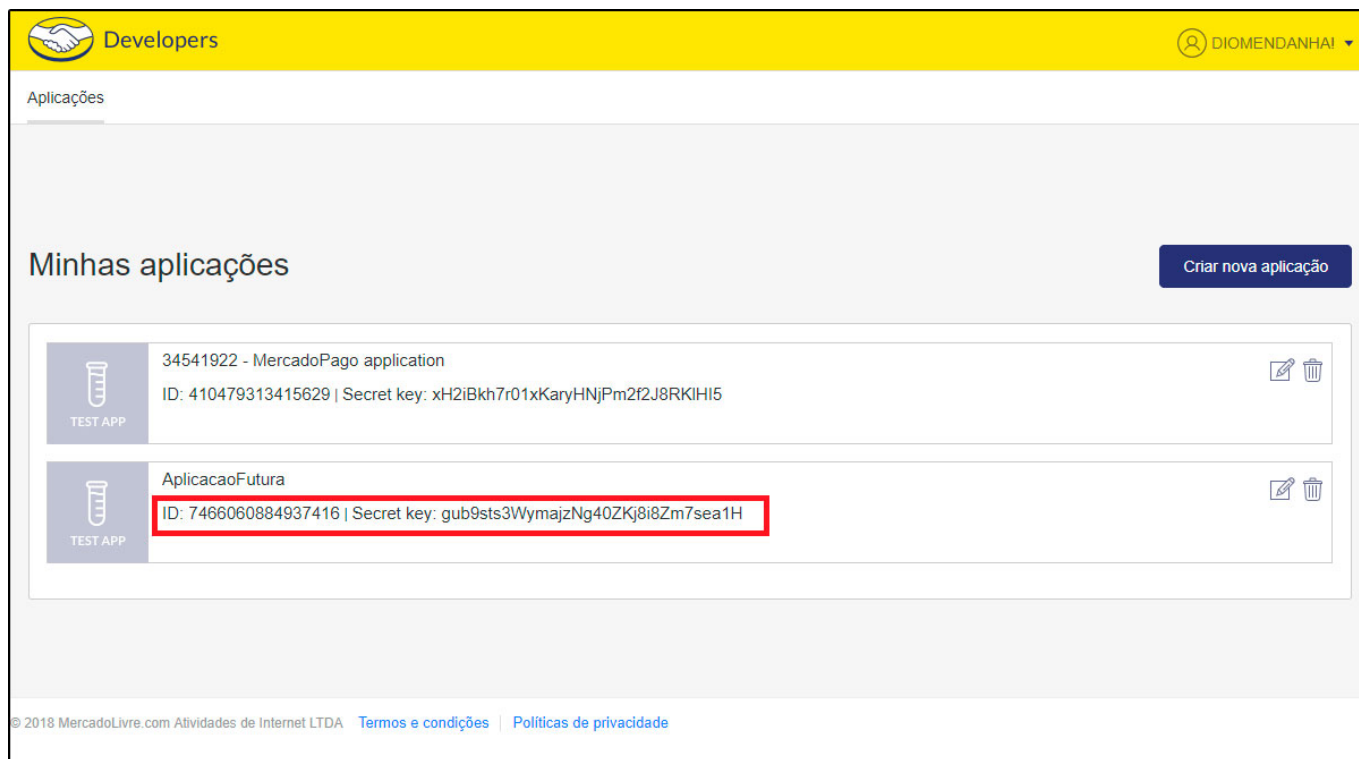 Developers
DIOMENDANHA!
Aplicações
Minhas aplicações
Criar nova aplicação
34541922 - MercadoPago application
ID: 410479313415629 | Secret key: xH2iBkh7r01xKaryHNjPm2f2J8RKlHI5
TEST APP
AplicacaoFutura
ID: 7466060884937416 | Secret key: gub9sts3WymajzNg40ZKj8i8Zm7sea1H
TEST APP
© 2018 MercadoLivre.com Atividades de Internet LTDA Termos e condições | Políticas de privacidade